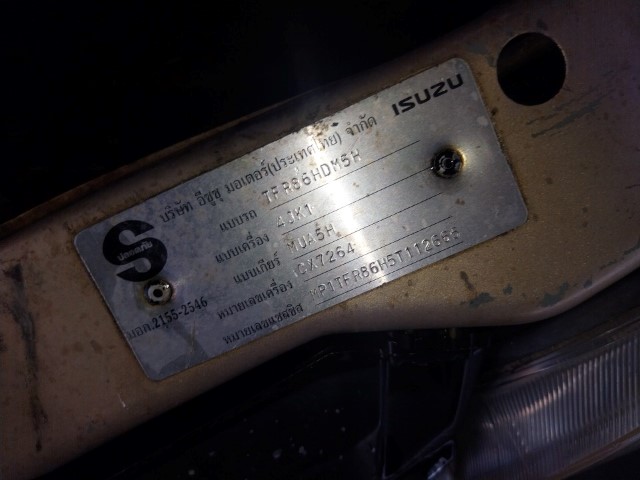 ISUZU
บริษัท อีซูซุ มอเตอร์(ประเทศไทย) จำกัด
แบบรถ TFR86HDM5H
แบบเครื่อง 4JK1
แบบเกียร์ MUA5H
หมายเลขเครื่อง CX7264
หมายเลขแชสซีส
S
มอก.2155-2546